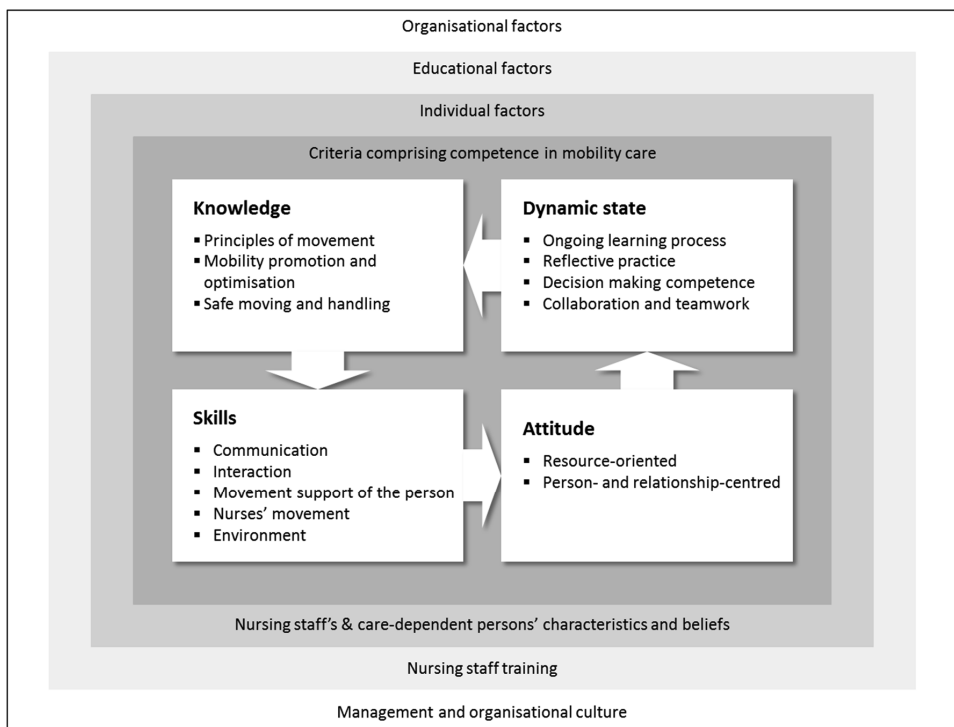 Organisational factors
Educational factors
Individual factors
Criteria comprising competence in mobility care
Knowledge
▪ Principles of movement
▪ Mobility promotion and
optimisation
▪ Safe moving and handling
Dynamic state
▪ Ongoing learning process
▪ Reflective practice
▪ Decision making competence
▪ Collaboration and teamwork
Skills
▪ Communication
▪ Interaction
▪ Movement support of the person
▪ Nurses’ movement
▪ Environment
Attitude
▪ Resource-oriented
▪ Person- and relationship-centred
Nursing staff’s & care-dependent persons’ characteristics and beliefs
Nursing staff training
Management and organisational culture